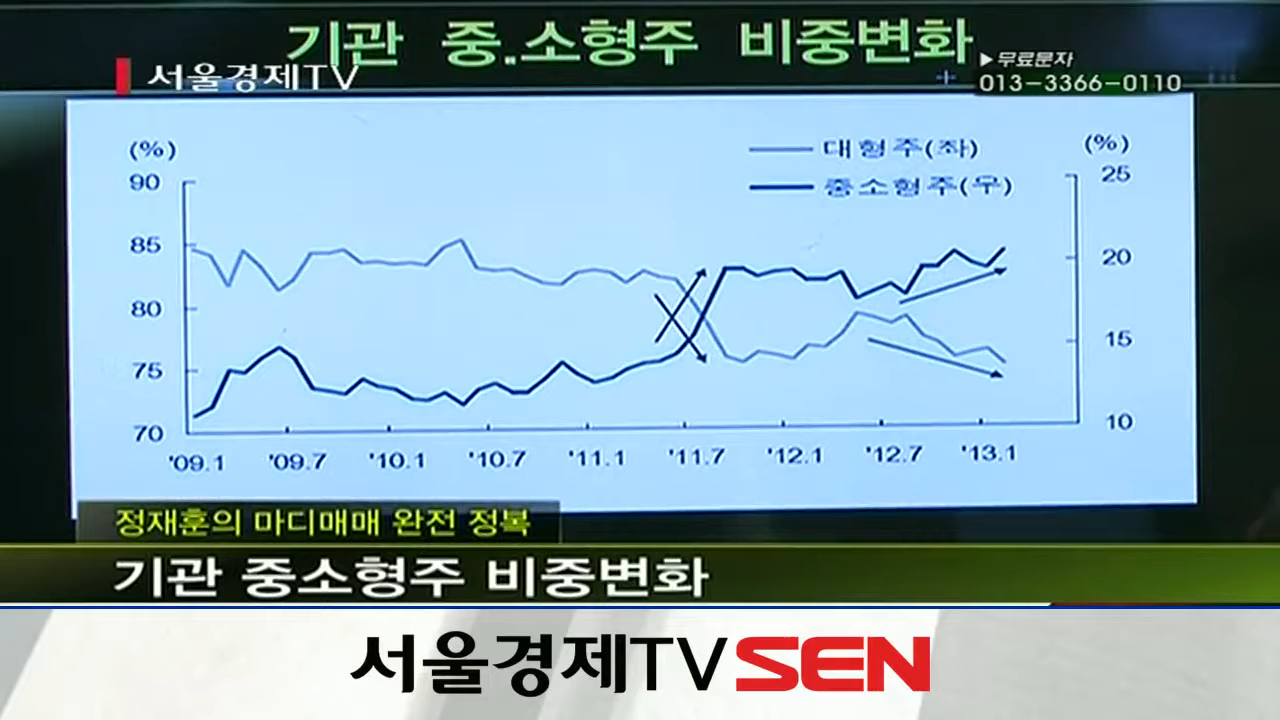 기관 중.소형주 비중변화
서울경제TV
▶무료문자
013-3366-0110
(%)
대형주(좌)
중소형주(우)
(%)
90
85
80
75
70
25
20
15
10
'09.1 '09.7 '10.1 '10.7 '11.1 '11.7 '12.1 '12.7 '13.1
정재훈의 마디매매 완전 정복
기관 중소형주 비중변화
서울경제TV SEN